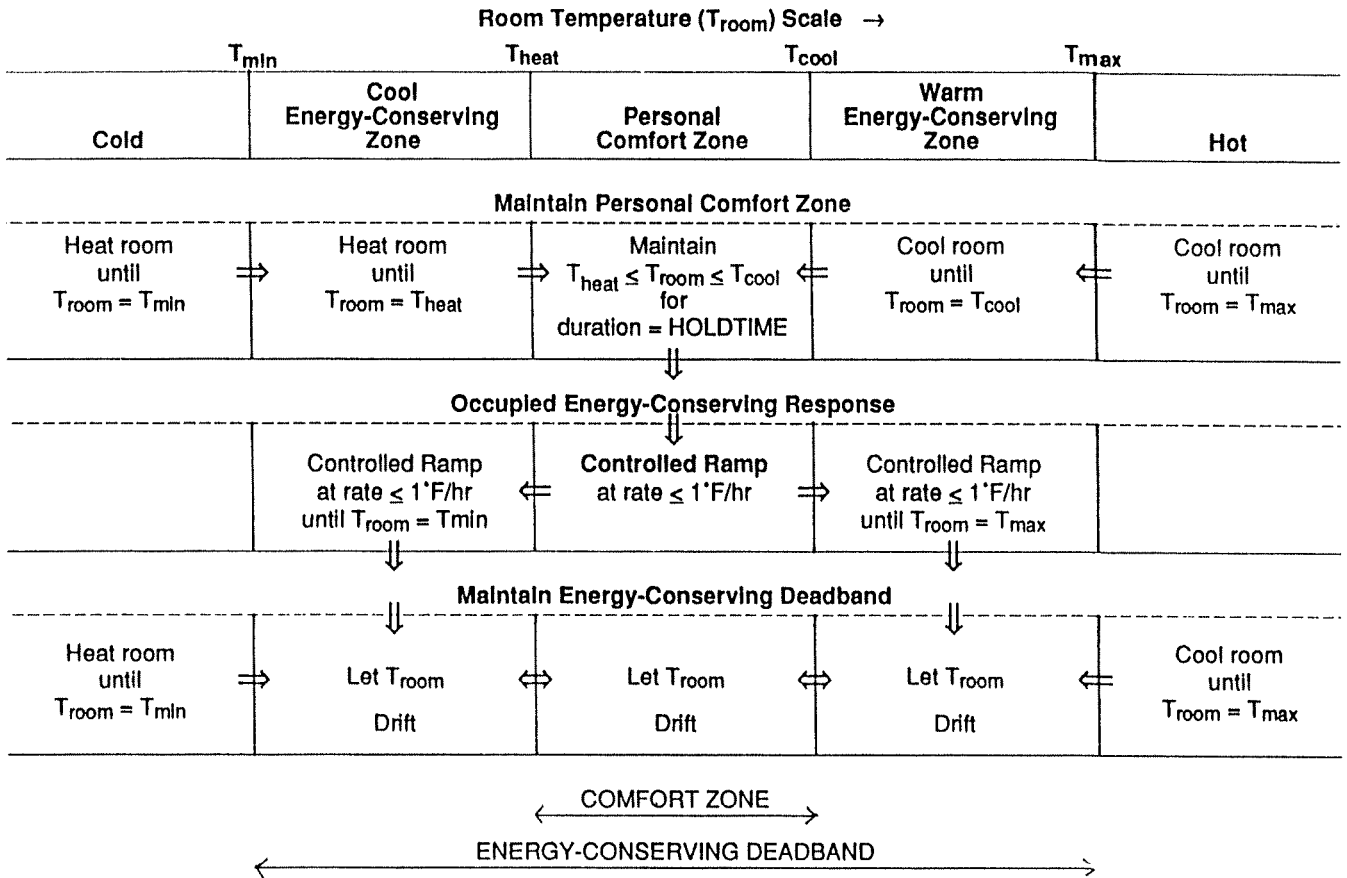 Room Temperature (Troom) Scale →
Tmin Theat Tcool Tmax
Cold
Cool
Energy-Conserving
Zone
Personal
Comfort Zone
Warm
Energy-Conserving
Zone
Hot
Maintain Personal Comfort Zone
Heat room
until
Troom = Tmin
⇒
Heat room
until
Troom = Theat
⇒
Maintain
Theat ≤ Troom ≤ Tcool
for
duration = HOLDTIME
⇐
Cool room
until
Troom = Tcool
⇐
Cool room
until
Troom = Tmax
⇓
Occupied Energy-Conserving Response
⇓
Controlled Ramp
at rate ≤ 1°F/hr
until Troom = Tmin
⇐
Controlled Ramp
at rate ≤ 1°F/hr
⇒
Controlled Ramp
at rate ≤ 1°F/hr
until Troom = Tmax
⇓ ⇓
Maintain Energy-Conserving Deadband
⇓ ⇓
Heat room
until
Troom = Tmin
⇒
Let Troom
Drift
⇔
Let Troom
Drift
⇔
Let Troom
Drift
⇐
Cool room
until
Troom = Tmax
COMFORT ZONE
ENERGY-CONSERVING DEADBAND